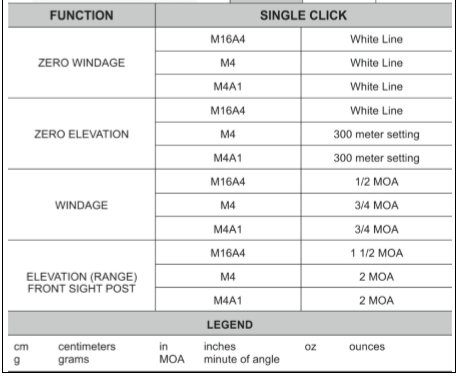 FUNCTION SINGLE CLICK
ZERO WINDAGE
M16A4 White Line
M4 White Line
M4A1 White Line
ZERO ELEVATION
M16A4 White Line
M4 300 meter setting
M4A1 300 meter setting
WINDAGE
M16A4 1/2 MOA
M4 3/4 MOA
M4A1 3/4 MOA
ELEVATION (RANGE)
FRONT SIGHT POST
M16A4 1 1/2 MOA
M4 2 MOA
M4A1 2 MOA
LEGEND
cm centimeters in inches oz ounces
g grams MOA minute of angle